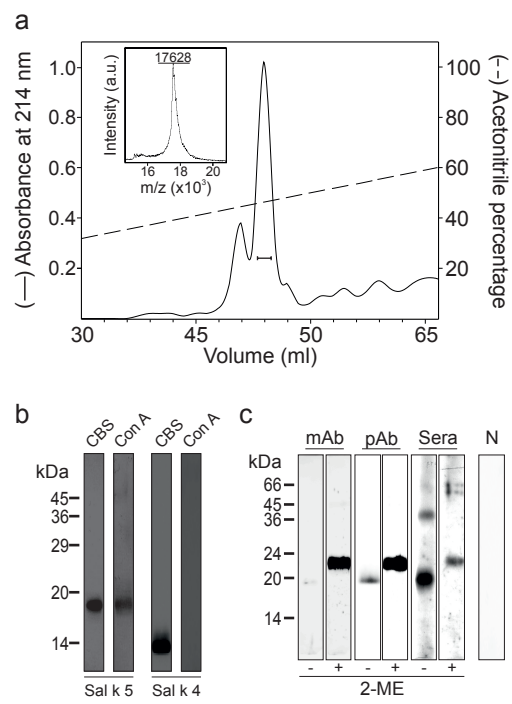 a
(—) Absorbance at 214 nm
1.0
0.8
0.6
0.4
0.2
Intensity (a.u.)
17628
16 18 20
m/z (x10³)
100
80
60
40
20
(--) Acetonitrile percentage
30 45 50 65
Volume (ml)
b
CBS Con A CBS Con A
kDa
45
36
29
20
14
Sal k 5 Sal k 4
c
mAb pAb Sera N
kDa
66
45
36
24
20
14
- + - + - +
2-ME